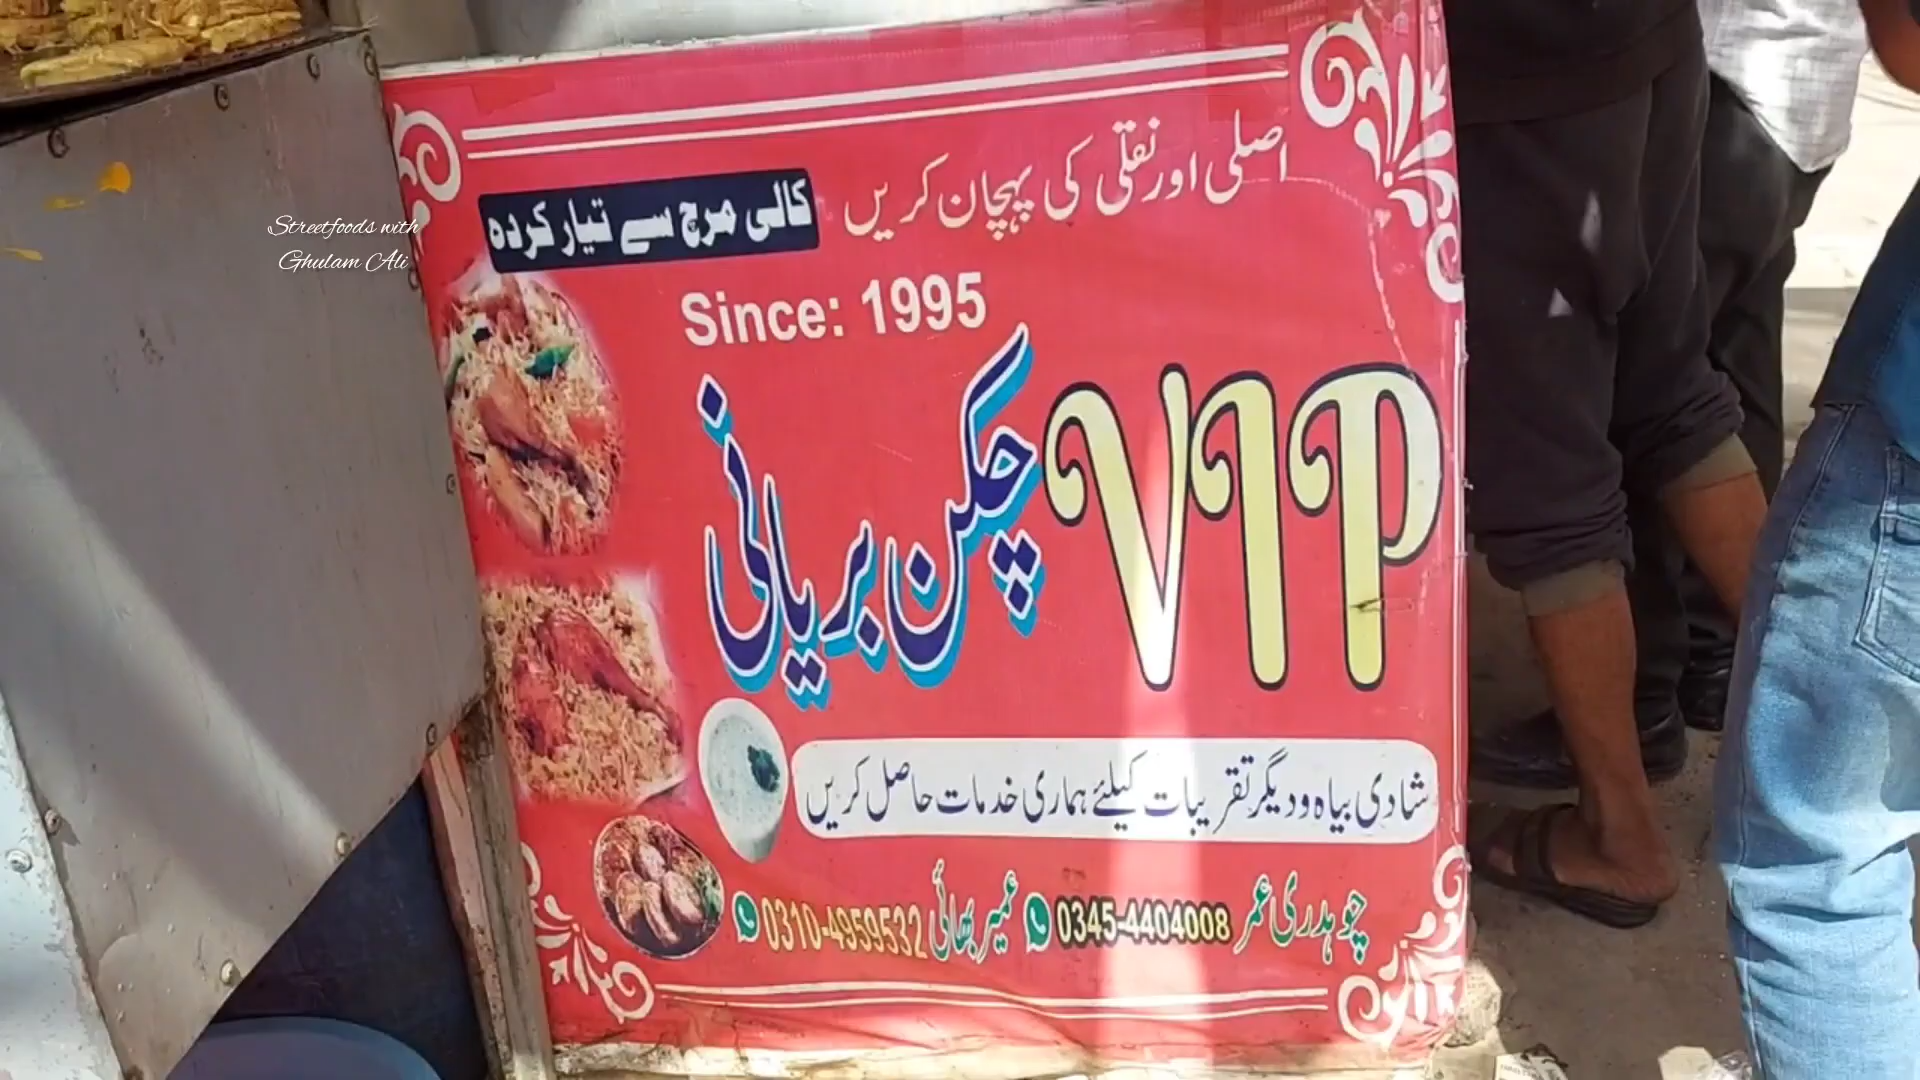 اصلی اور نقلی کی پہچان کریں
کالی مرچ سے تیار کردہ
Streetfoods with
Ghulam Ali
Since: 1995
VIP چکن بریانی
شادی بیاہ و دیگر تقریبات کیلئے ہماری خدمات حاصل کریں
چوہدری عمر 0345-4404008 عمیر بھائی 0310-4959532